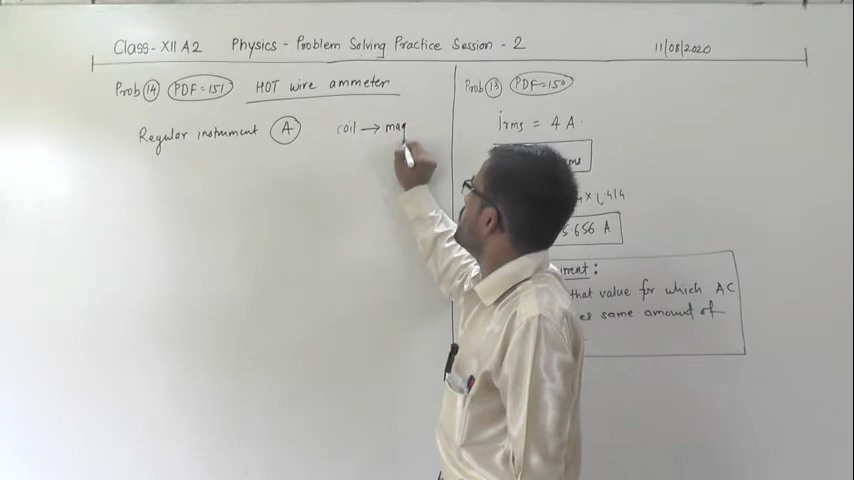 Class-XII A2 Physics - Problem Solving Practice Session - 2 11/08/2020
Prob 14 PDF=151 HOT wire ammeter
Regular instrument A coil → mag
Prob 13 PDF=150
irms = 4 A.
ms
× 1.414
5.656 A
:
that value for which AC
es same amount of